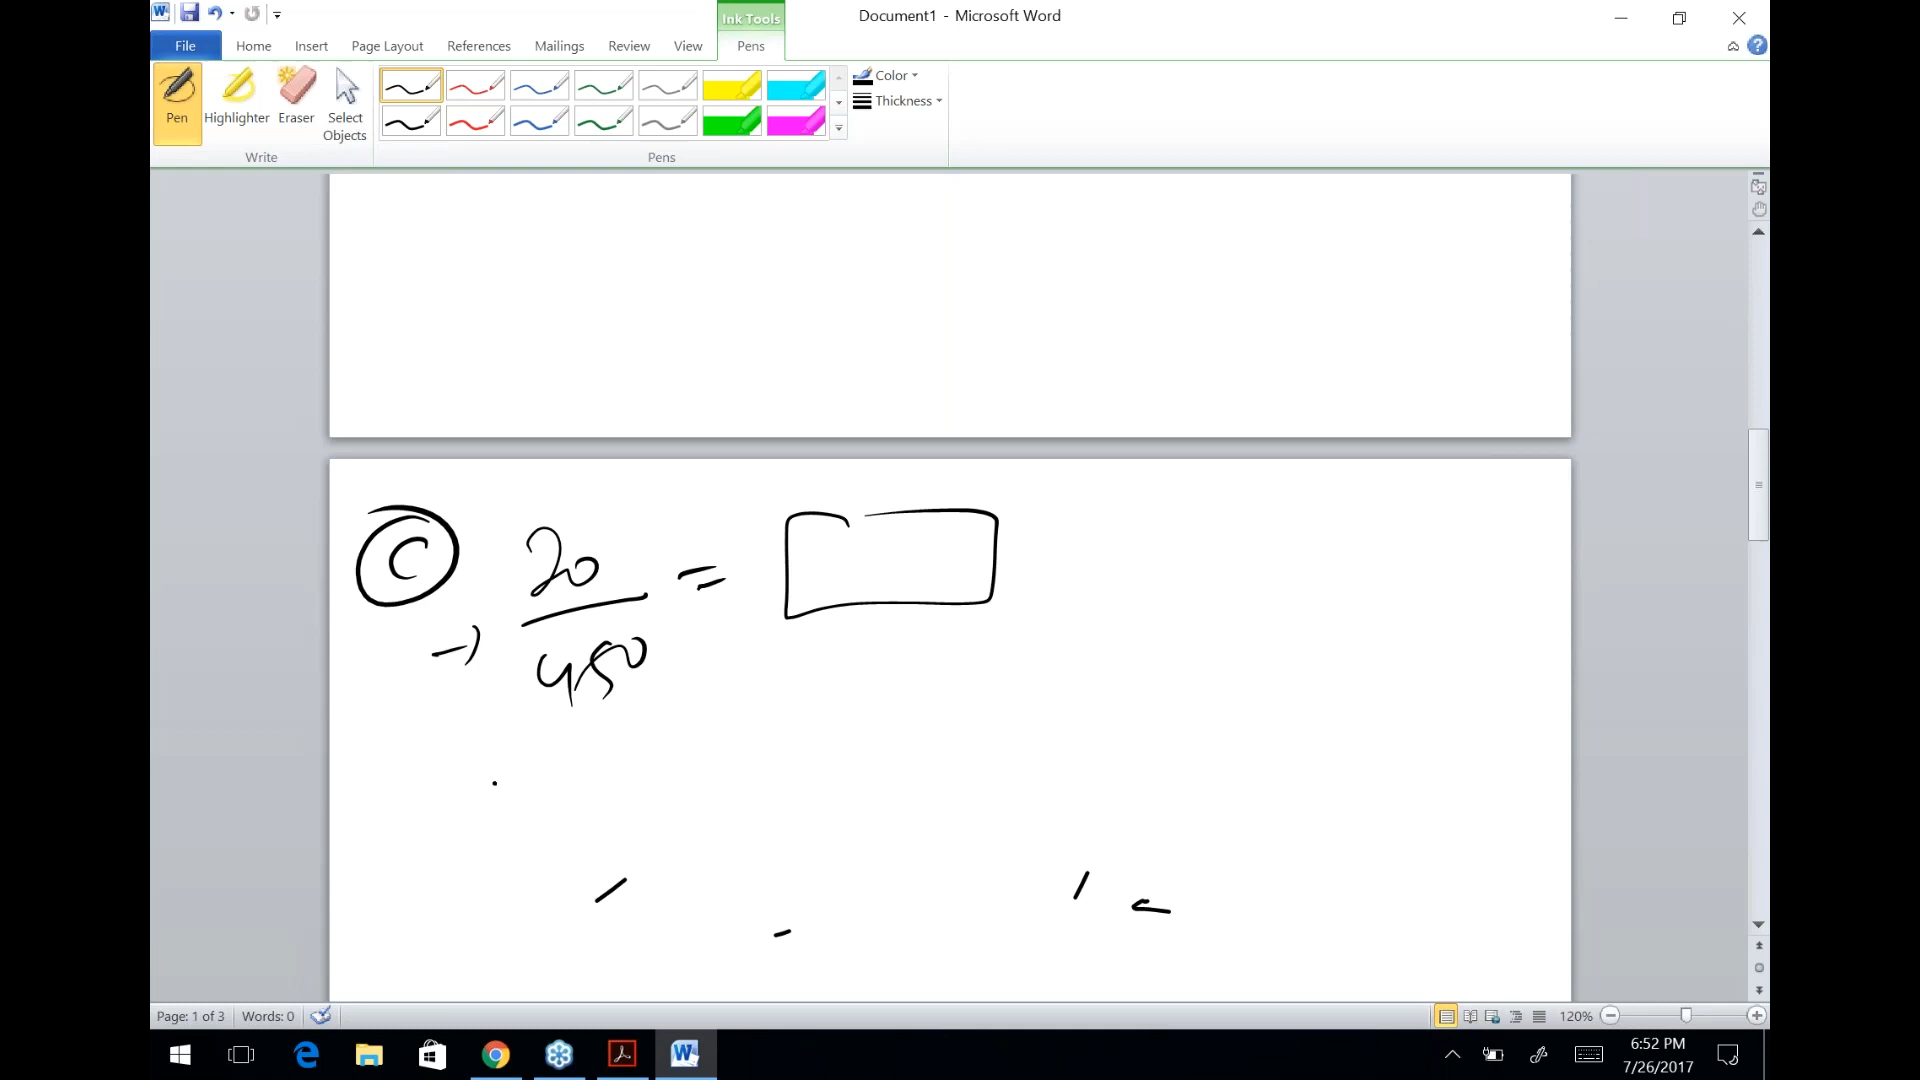 Document1 - Microsoft Word
Ink Tools
File Home Insert Page Layout References Mailings Review View Pens
Pen Highlighter Eraser Select Objects
Color
Thickness
Write Pens
C 20/450 =
Page: 1 of 3 Words: 0 120%
6:52 PM
7/26/2017